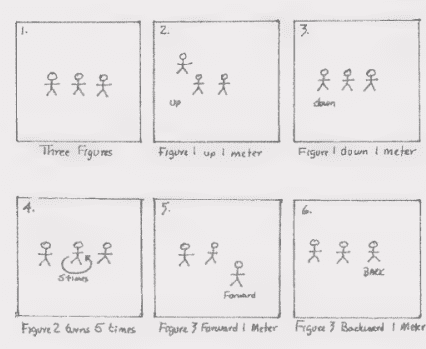 1.
Three Figures
2.
up
Figure 1 up 1 meter
3.
down
Figure 1 down 1 meter
4.
5 times
Figure 2 turns 5 times
5.
Forward
Figure 3 Forward 1 Meter
6.
BACK
Figure 3 Backward 1 Meter